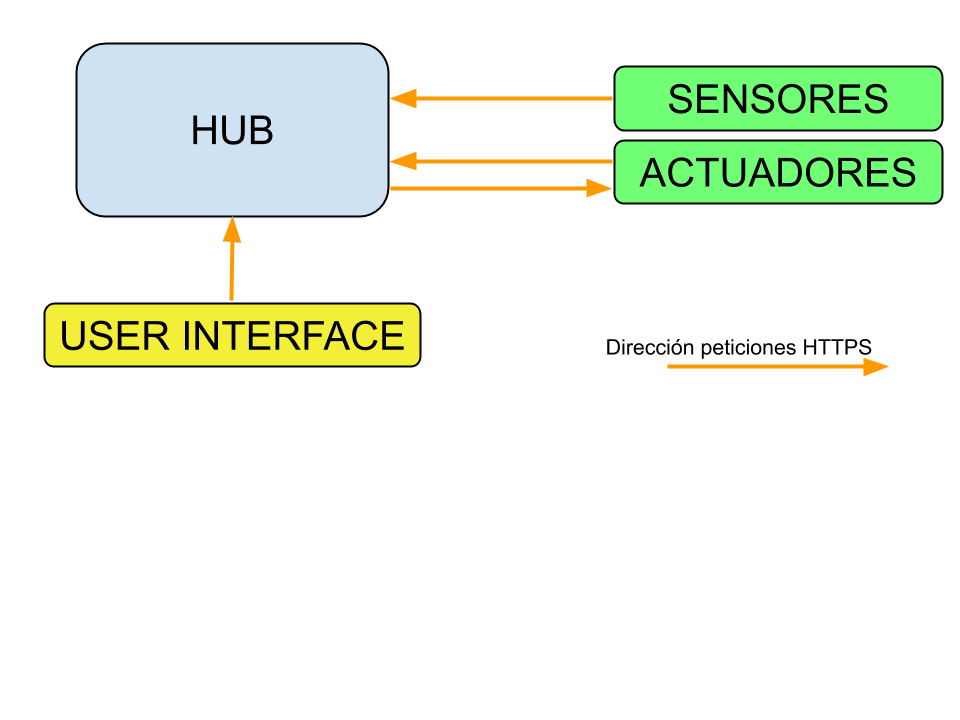 HUB
SENSORES
ACTUADORES
USER INTERFACE
Dirección peticiones HTTPS